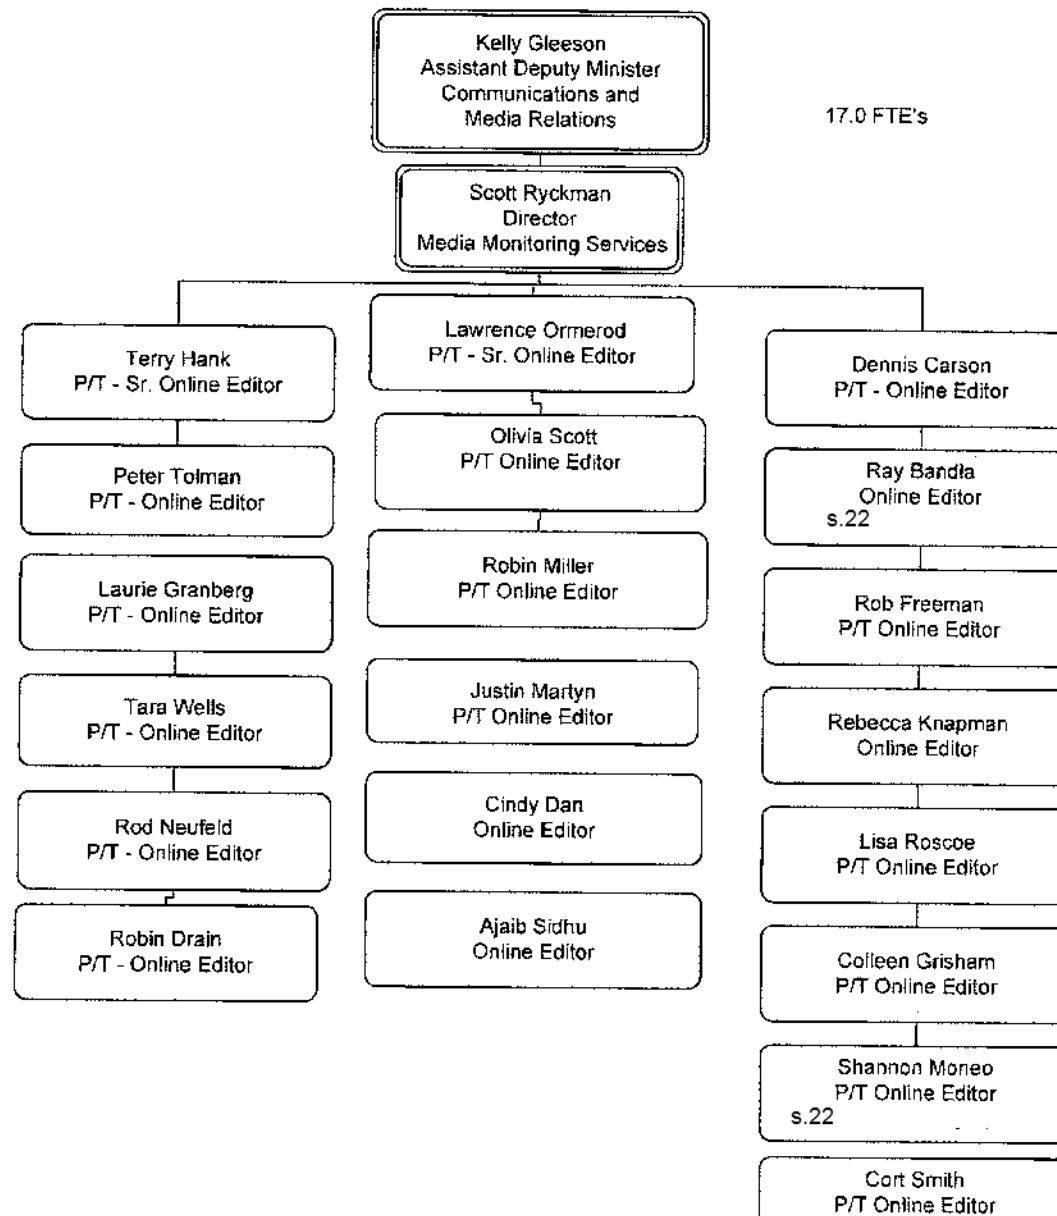 Kelly Gleeson
Assistant Deputy Minister
Communications and
Media Relations
17.0 FTE's
Scott Ryckman
Director
Media Monitoring Services
Terry Hank
P/T - Sr. Online Editor
Peter Tolman
P/T - Online Editor
Laurie Granberg
P/T - Online Editor
Tara Wells
P/T - Online Editor
Rod Neufeld
P/T - Online Editor
Robin Drain
P/T - Online Editor
Lawrence Ormerod
P/T - Sr. Online Editor
Olivia Scott
P/T Online Editor
Robin Miller
P/T Online Editor
Justin Martyn
P/T Online Editor
Cindy Dan
Online Editor
Ajaib Sidhu
Online Editor
Dennis Carson
P/T - Online Editor
Ray Bandla
Online Editor
s.22
Rob Freeman
P/T Online Editor
Rebecca Knapman
Online Editor
Lisa Roscoe
P/T Online Editor
Colleen Grisham
P/T Online Editor
Shannon Moneo
P/T Online Editor
s.22
Cort Smith
P/T Online Editor